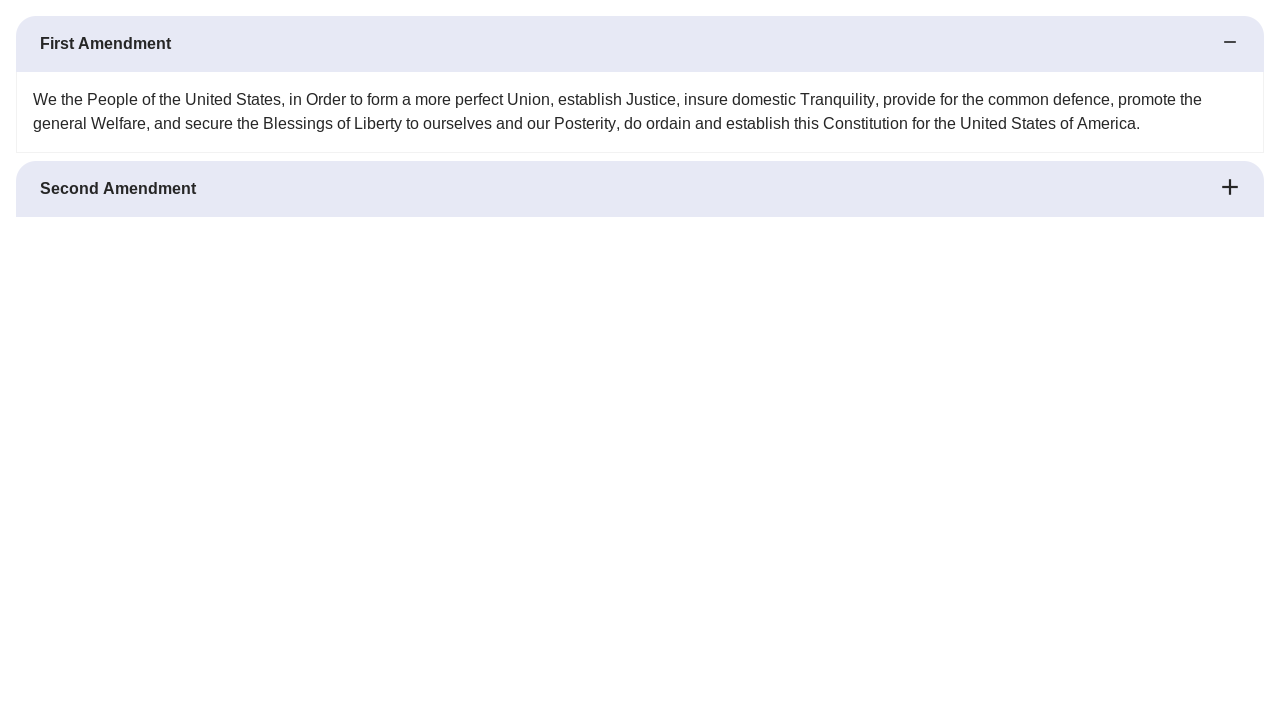 First Amendment
We the People of the United States, in Order to form a more perfect Union, establish Justice, insure domestic Tranquility, provide for the common defence, promote the
general Welfare, and secure the Blessings of Liberty to ourselves and our Posterity, do ordain and establish this Constitution for the United States of America.
Second Amendment